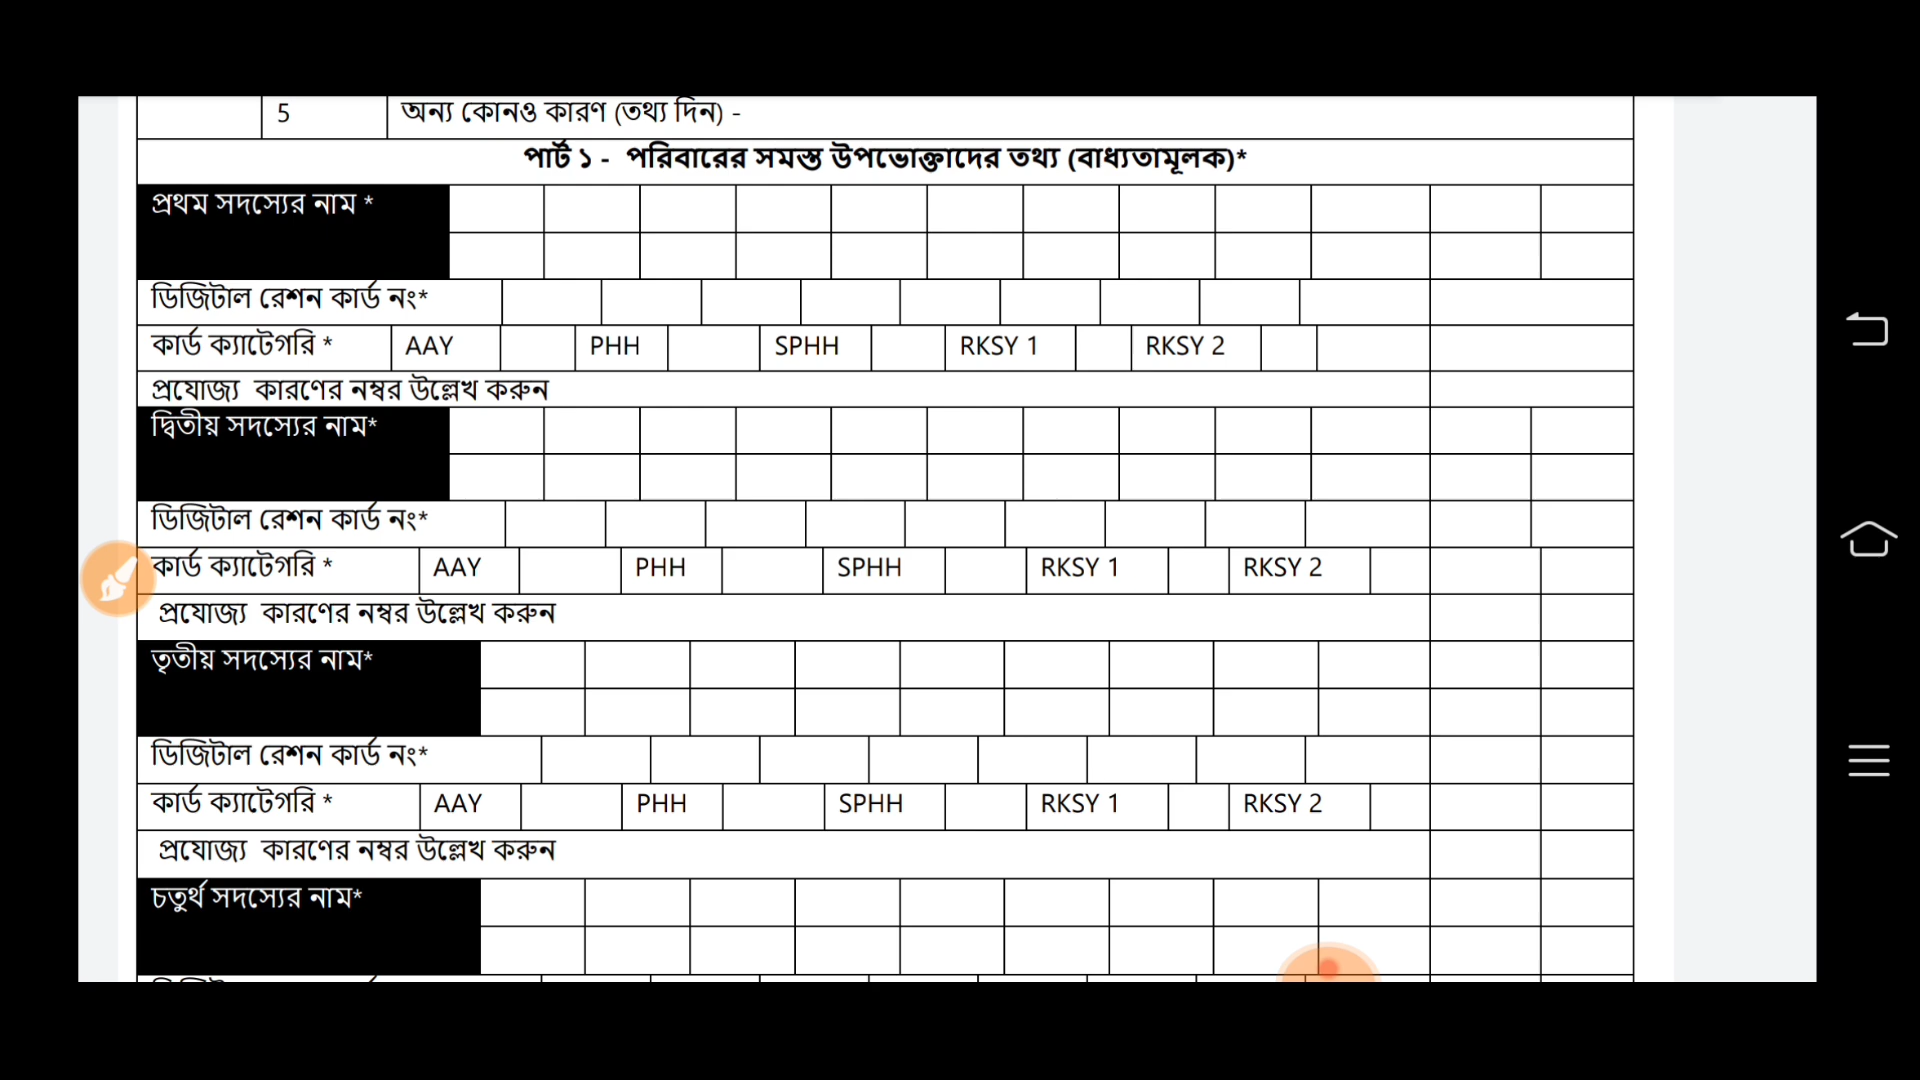 5 অন্য কোনও কারণ (তথ্য দিন) -
পার্ট ১ - পরিবারের সমস্ত উপভোক্তাদের তথ্য (বাধ্যতামূলক)*
প্রথম সদস্যের নাম *
ডিজিটাল রেশন কার্ড নং*
কার্ড ক্যাটেগরি * AAY PHH SPHH RKSY 1 RKSY 2
প্রযোজ্য কারণের নম্বর উল্লেখ করুন
দ্বিতীয় সদস্যের নাম*
ডিজিটাল রেশন কার্ড নং*
কার্ড ক্যাটেগরি * AAY PHH SPHH RKSY 1 RKSY 2
প্রযোজ্য কারণের নম্বর উল্লেখ করুন
তৃতীয় সদস্যের নাম*
ডিজিটাল রেশন কার্ড নং*
কার্ড ক্যাটেগরি * AAY PHH SPHH RKSY 1 RKSY 2
প্রযোজ্য কারণের নম্বর উল্লেখ করুন
চতুর্থ সদস্যের নাম*